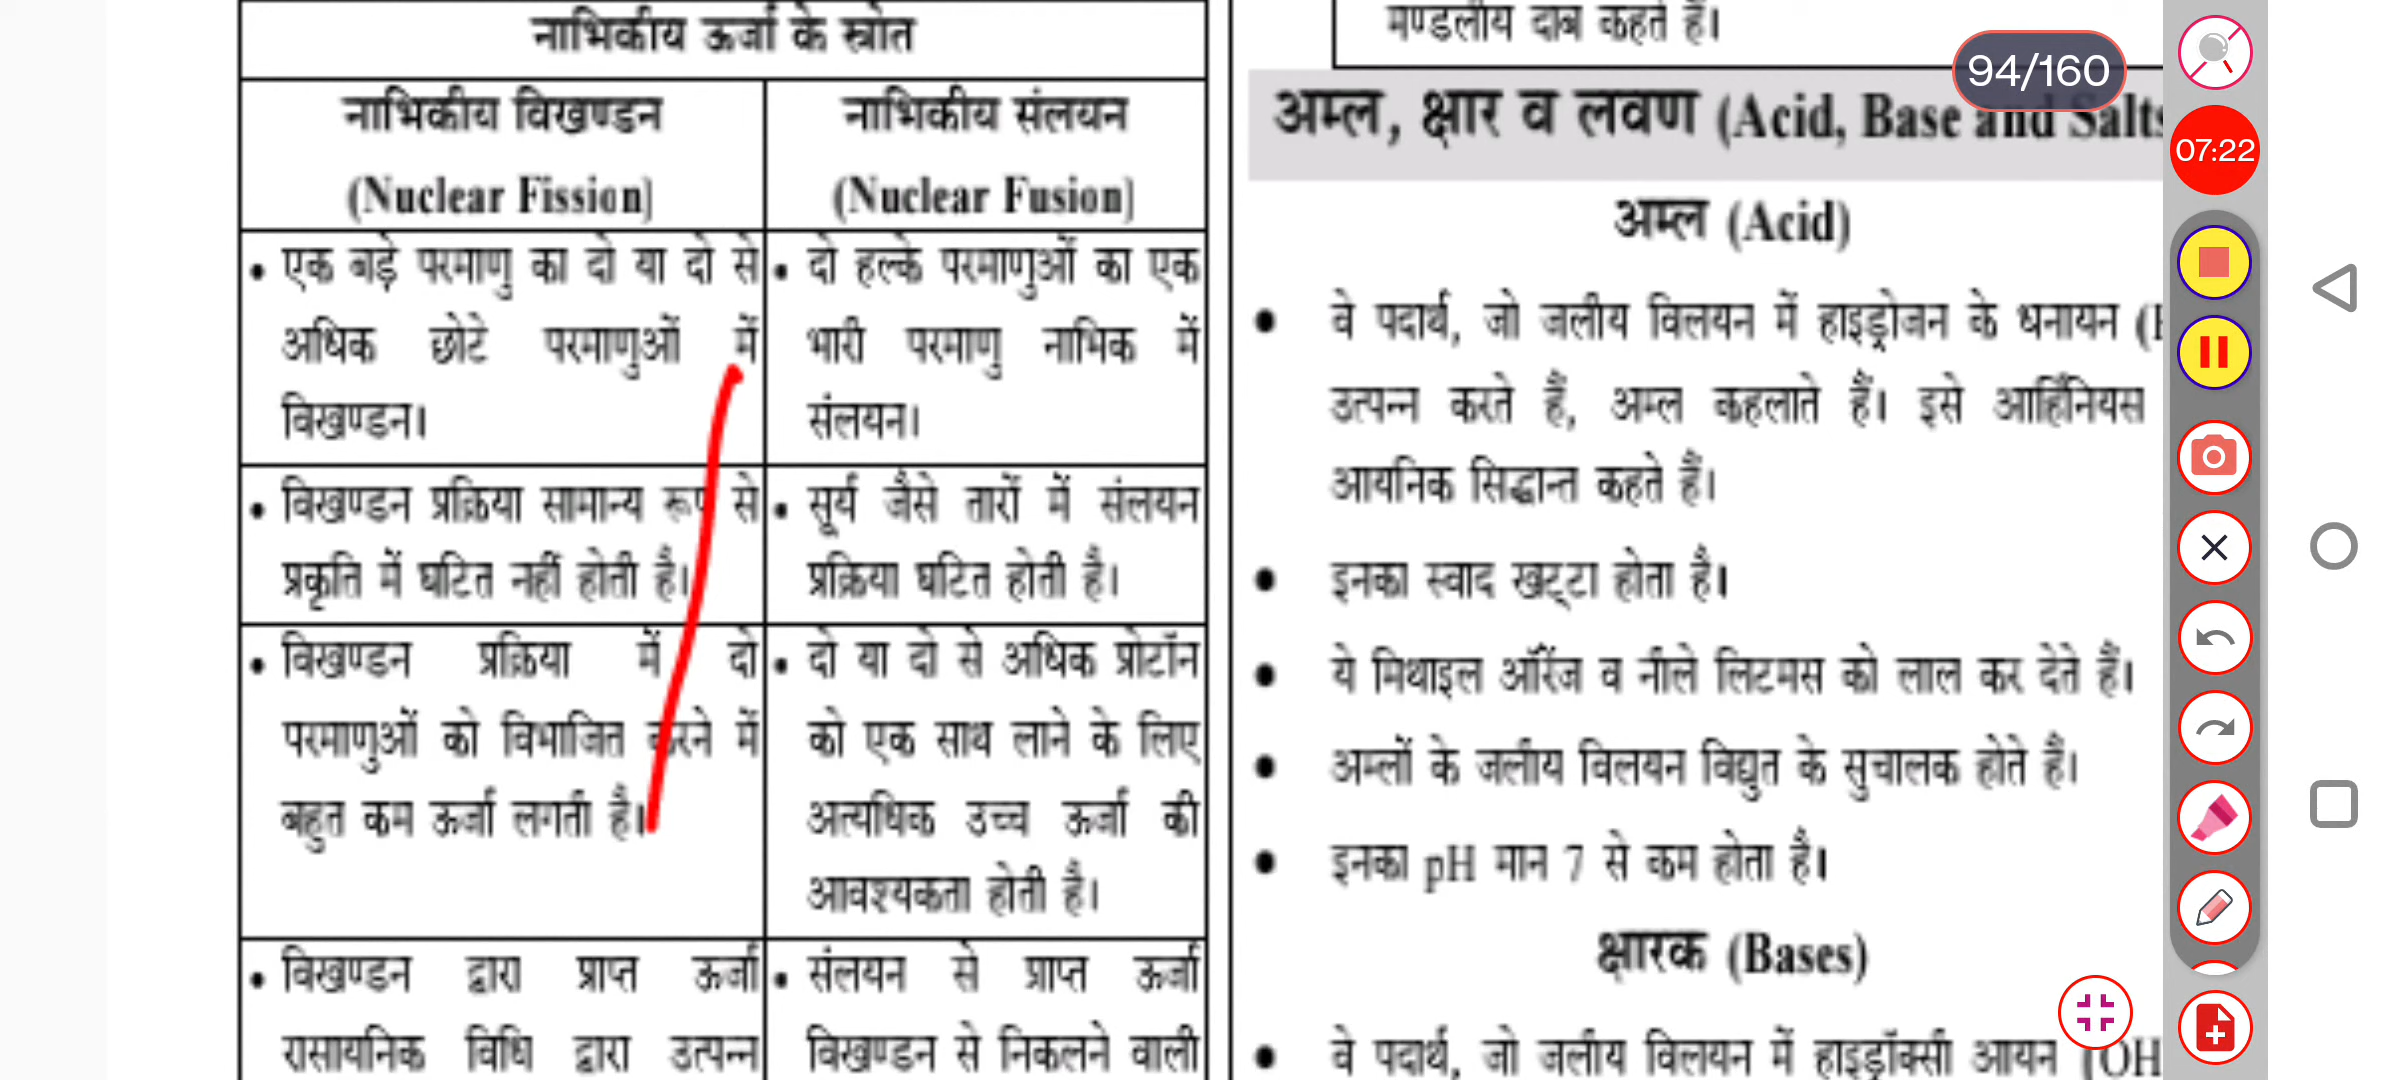 नाभिकीय ऊर्जा के स्त्रोत
नाभिकीय विखण्डन
(Nuclear Fission)
नाभिकीय संलयन
(Nuclear Fusion)
• एक बड़े परमाणु का दो या दो से
अधिक छोटे परमाणुओं में
विखण्डन।
• दो हल्के परमाणुओं का एक
भारी परमाणु नाभिक में
संलयन।
• विखण्डन प्रक्रिया सामान्य रूप से
प्रकृति में घटित नहीं होती है।
• सूर्य जैसे तारों में संलयन
प्रक्रिया घटित होती है।
• विखण्डन प्रक्रिया में दो
परमाणुओं को विभाजित करने में
बहुत कम ऊर्जा लगती है।
• दो या दो से अधिक प्रोटॉन
को एक साथ लाने के लिए
अत्यधिक उच्च ऊर्जा की
आवश्यकता होती है।
• विखण्डन द्वारा प्राप्त ऊर्जा
रासायनिक विधि द्वारा उत्पन्न
• संलयन से प्राप्त ऊर्जा
विखण्डन से निकलने वाली
मण्डलीय दाब कहते हैं।
अम्ल, क्षार व लवण (Acid, Base and Salts
अम्ल (Acid)
• वे पदार्थ, जो जलीय विलयन में हाइड्रोजन के धनायन (
उत्पन्न करते हैं, अम्ल कहलाते हैं। इसे आर्हिनियस
आयनिक सिद्धान्त कहते हैं।
• इनका स्वाद खट्टा होता है।
• ये मिथाइल ऑरेंज व नीले लिटमस को लाल कर देते हैं।
• अम्लों के जलीय विलयन विद्युत के सुचालक होते हैं।
• इनका pH मान 7 से कम होता है।
क्षारक (Bases)
• वे पदार्थ, जो जलीय विलयन में हाइड्रॉक्सी आयन (OH
94/160
07:22